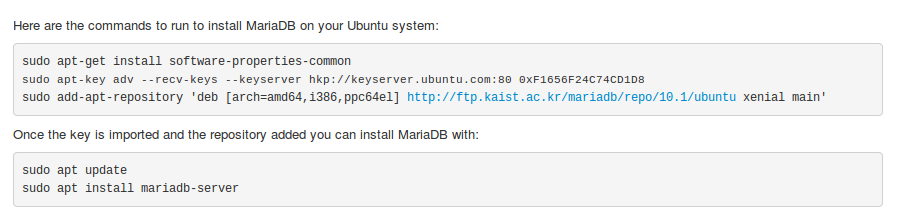 Here are the commands to run to install MariaDB on your Ubuntu system:
sudo apt-get install software-properties-common
sudo apt-key adv --recv-keys --keyserver hkp://keyserver.ubuntu.com:80 0xF1656F24C74CD1D8
sudo add-apt-repository 'deb [arch=amd64,i386,ppc64el] http://ftp.kaist.ac.kr/mariadb/repo/10.1/ubuntu xenial main'
Once the key is imported and the repository added you can install MariaDB with:
sudo apt update
sudo apt install mariadb-server